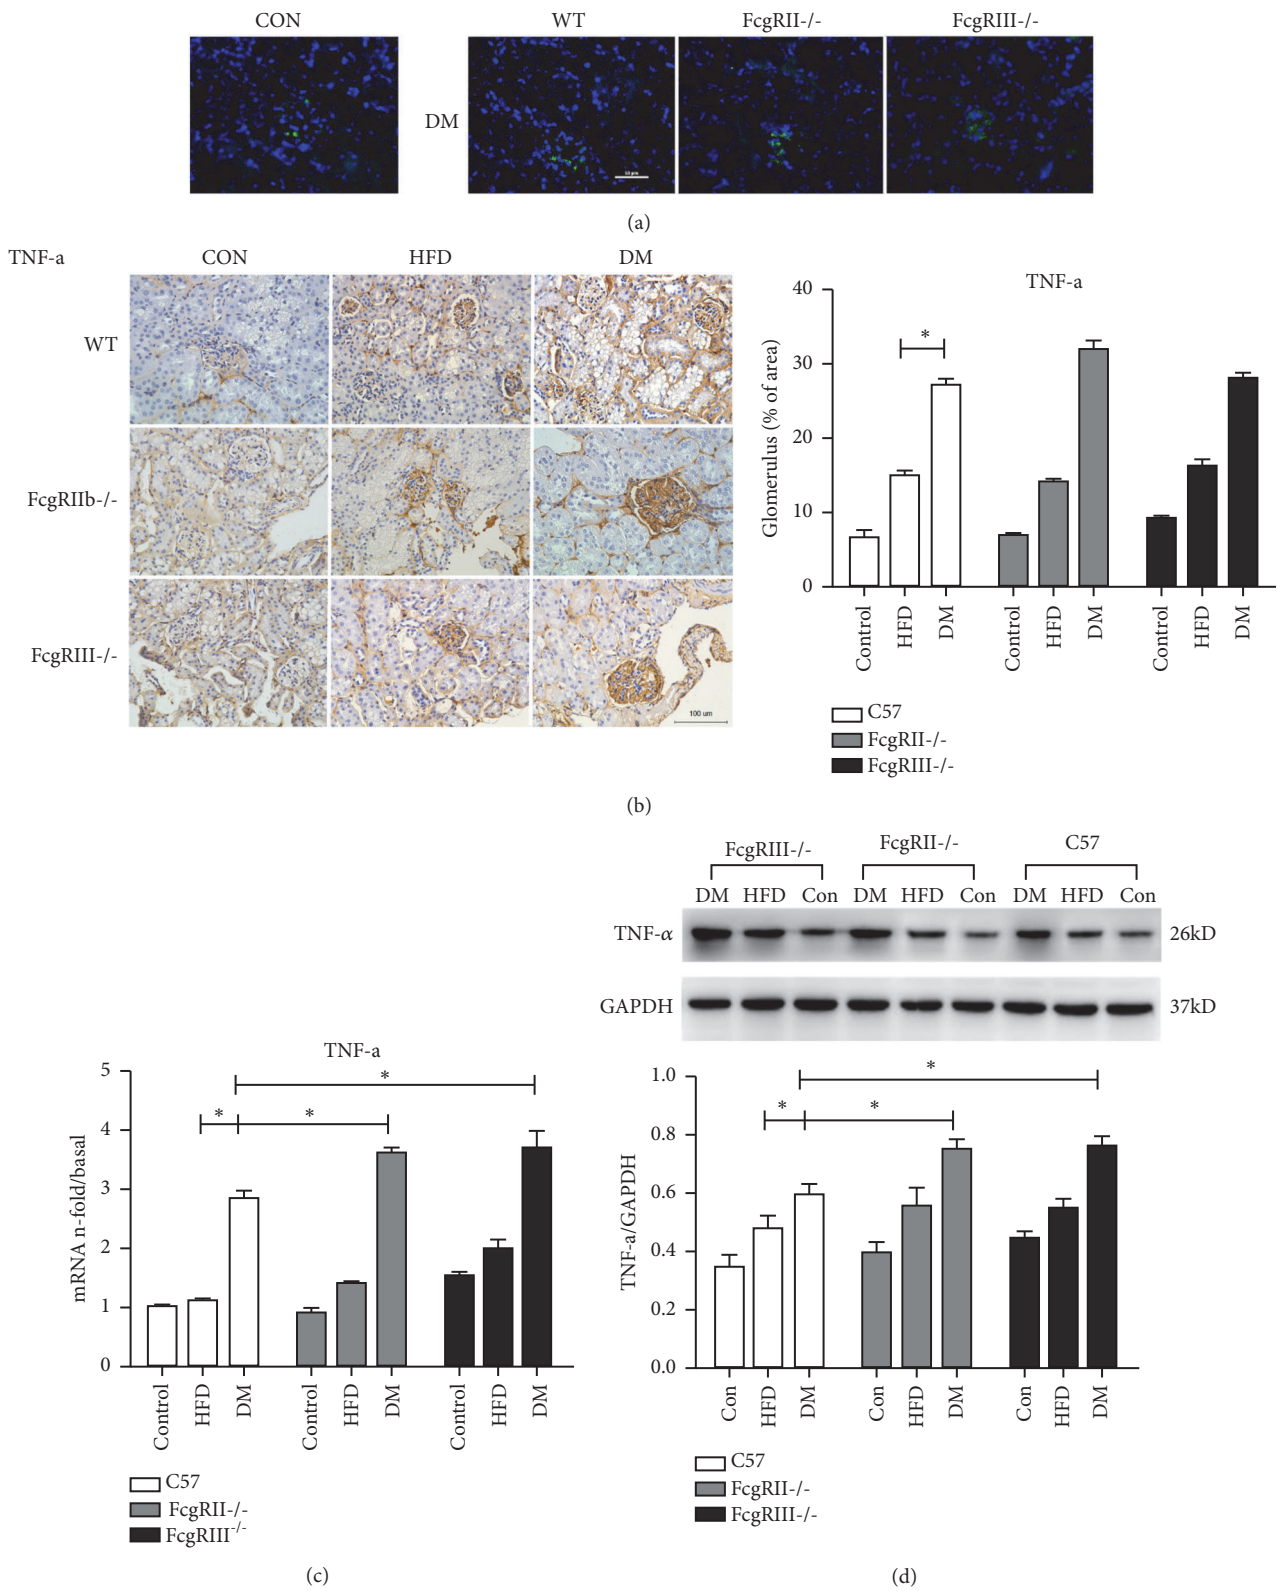 CON WT FcgRII-/- FcgRIII-/-
DM
50 μm
(a)
TNF-a
CON HFD DM
WT
FcgRIIb-/-
FcgRIII-/-
100 um
TNF-a
Glomerulus (% of area)
40
30
20
10
0
*
Control HFD DM Control HFD DM Control HFD DM
C57
FcgRII-/-
FcgRIII-/-
(b)
TNF-a
mRNA n-fold/basal
5
4
3
2
1
0
*
* *
Control HFD DM Control HFD DM Control HFD DM
C57
FcgRII-/-
FcgRIII-/-
(c)
FcgRIII-/- FcgRII-/- C57
DM HFD Con DM HFD Con DM HFD Con
TNF-α 26kD
GAPDH 37kD
TNF-a/GAPDH
1.0
0.8
0.6
0.4
0.2
0.0
*
* *
Con HFD DM Con HFD DM Con HFD DM
C57
FcgRII-/-
FcgRIII-/-
(d)